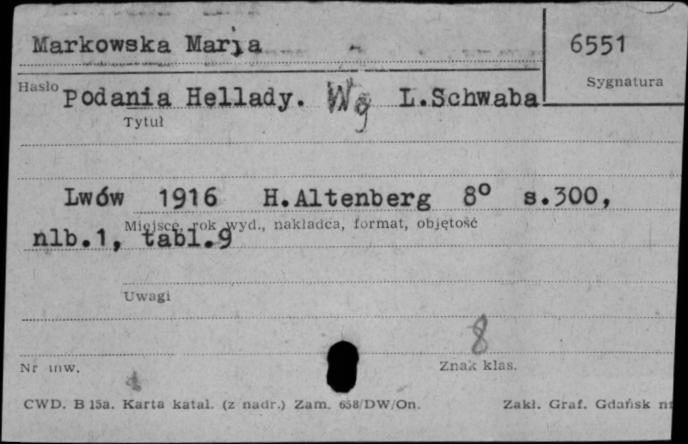 Markowska Marja 6551
Hasło Sygnatura
Podania Hellady. Wg L.Schwaba
Tytuł
Lwów 1916 H.Altenberg 8° s.300,
Miejsce, rok wyd., nakładca, format, objętość
nlb.1, tabl.9
Uwagi
8
Nr inw. Znak klas.
CWD. B 15a. Karta katal. (z nadr.) Zam. 658/DW/On. Zakł. Graf. Gdańsk